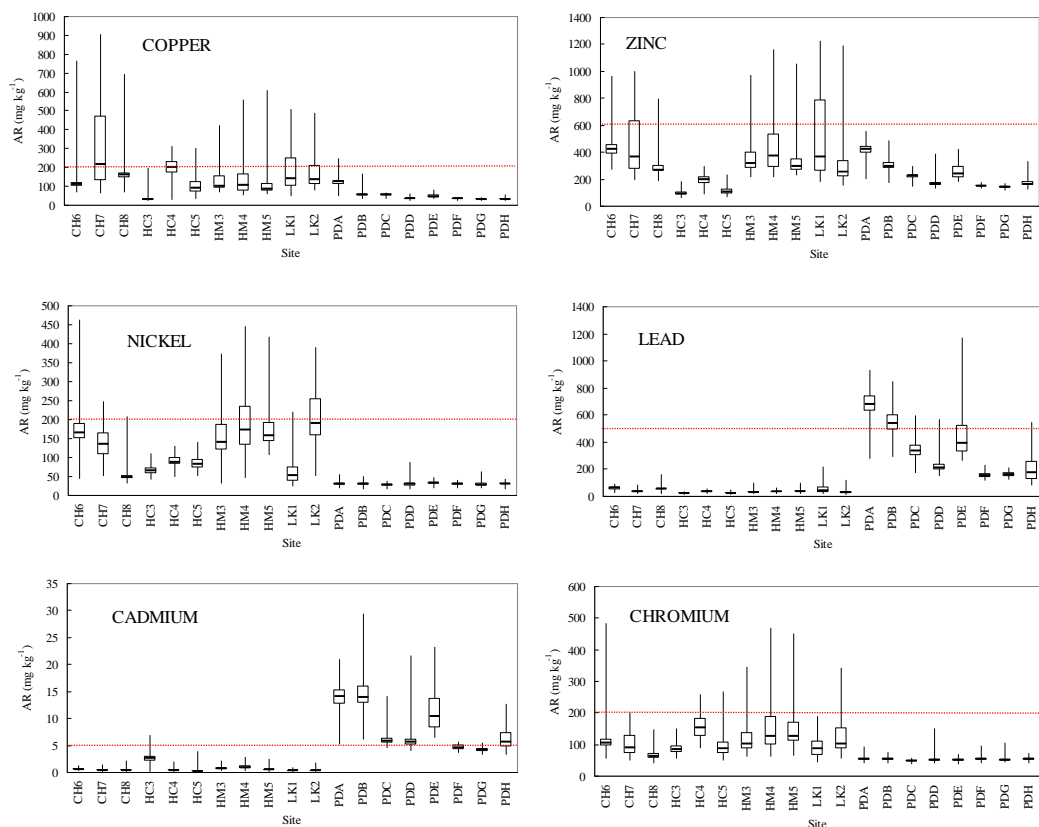 COPPER
AR (mg kg-1)
1000
900
800
700
600
500
400
300
200
100
0
CH6 CH7 CH8 HC3 HC4 HC5 HM3 HM4 HM5 LK1 LK2 PDA PDB PDC PDD PDE PDF PDG PDH
Site
ZINC
AR (mg kg-1)
1400
1200
1000
800
600
400
200
0
CH6 CH7 CH8 HC3 HC4 HC5 HM3 HM4 HM5 LK1 LK2 PDA PDB PDC PDD PDE PDF PDG PDH
Site
NICKEL
AR (mg kg-1)
500
450
400
350
300
250
200
150
100
50
0
CH6 CH7 CH8 HC3 HC4 HC5 HM3 HM4 HM5 LK1 LK2 PDA PDB PDC PDD PDE PDF PDG PDH
Site
LEAD
AR (mg kg-1)
1400
1200
1000
800
600
400
200
0
CH6 CH7 CH8 HC3 HC4 HC5 HM3 HM4 HM5 LK1 LK2 PDA PDB PDC PDD PDE PDF PDG PDH
Site
CADMIUM
AR (mg kg-1)
35
30
25
20
15
10
5
0
CH6 CH7 CH8 HC3 HC4 HC5 HM3 HM4 HM5 LK1 LK2 PDA PDB PDC PDD PDE PDF PDG PDH
Site
CHROMIUM
AR (mg kg-1)
600
500
400
300
200
100
0
CH6 CH7 CH8 HC3 HC4 HC5 HM3 HM4 HM5 LK1 LK2 PDA PDB PDC PDD PDE PDF PDG PDH
Site